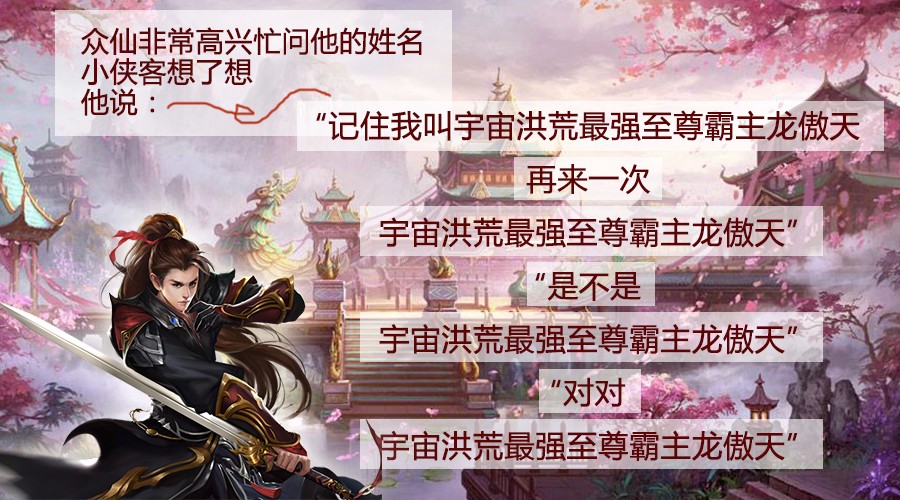 众仙非常高兴忙问他的姓名
小侠客想了想
他说：
“记住我叫宇宙洪荒最强至尊霸主龙傲天
再来一次
宇宙洪荒最强至尊霸主龙傲天”
“是不是
宇宙洪荒最强至尊霸主龙傲天”
“对对
宇宙洪荒最强至尊霸主龙傲天”